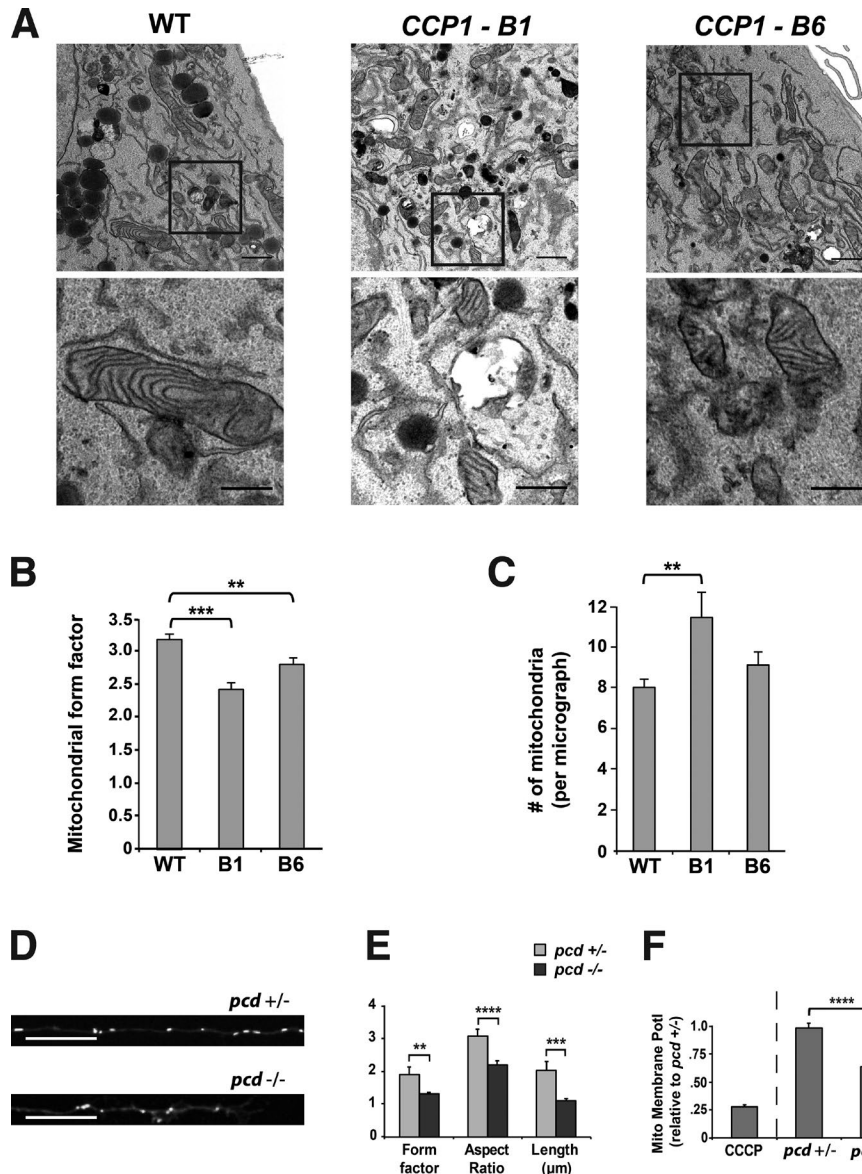 A
WT
CCP1 - B1
CCP1 - B6
B
Mitochondrial form factor
3.5
3.0
2.5
2.0
1.5
1.0
0.5
0
***
**
WT B1 B6
C
# of mitochondria
(per micrograph)
12
10
8
6
4
2
0
**
WT B1 B6
D
pcd +/-
pcd -/-
E
pcd +/-
pcd -/-
4
3
2
1
0
**
****
***
Form factor
Aspect Ratio
Length (µm)
F
Mito Membrane Potl
(relative to pcd +/-)
1
.75
.50
.25
0
****
CCCP pcd +/-